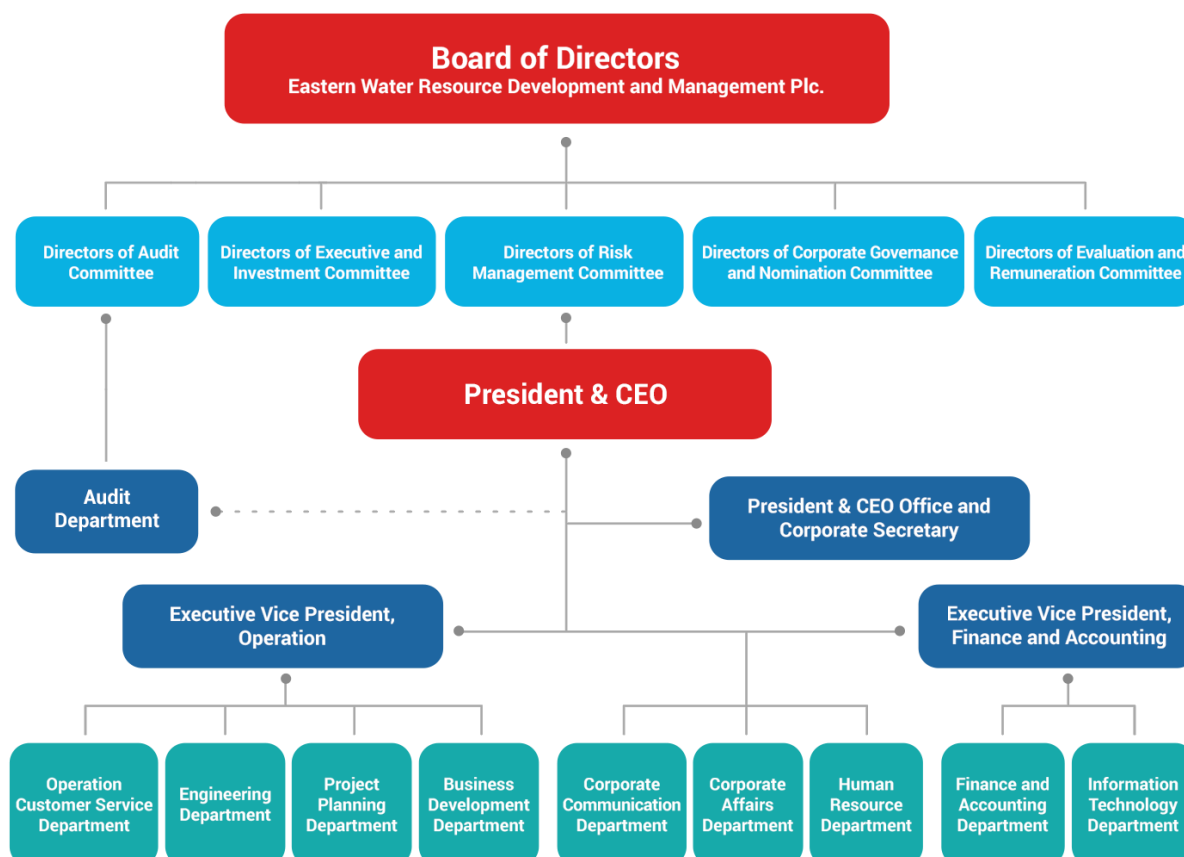 Board of Directors
Eastern Water Resource Development and Management Plc.
Directors of Audit
Committee
Directors of Executive and
Investment Committee
Directors of Risk
Management Committee
Directors of Corporate Governance
and Nomination Committee
Directors of Evaluation and
Remuneration Committee
President & CEO
Audit
Department
President & CEO Office and
Corporate Secretary
Executive Vice President,
Operation
Executive Vice President,
Finance and Accounting
Operation
Customer Service
Department
Engineering
Department
Project
Planning
Department
Business
Development
Department
Corporate
Communication
Department
Corporate
Affairs
Department
Human
Resource
Department
Finance and
Accounting
Department
Information
Technology
Department